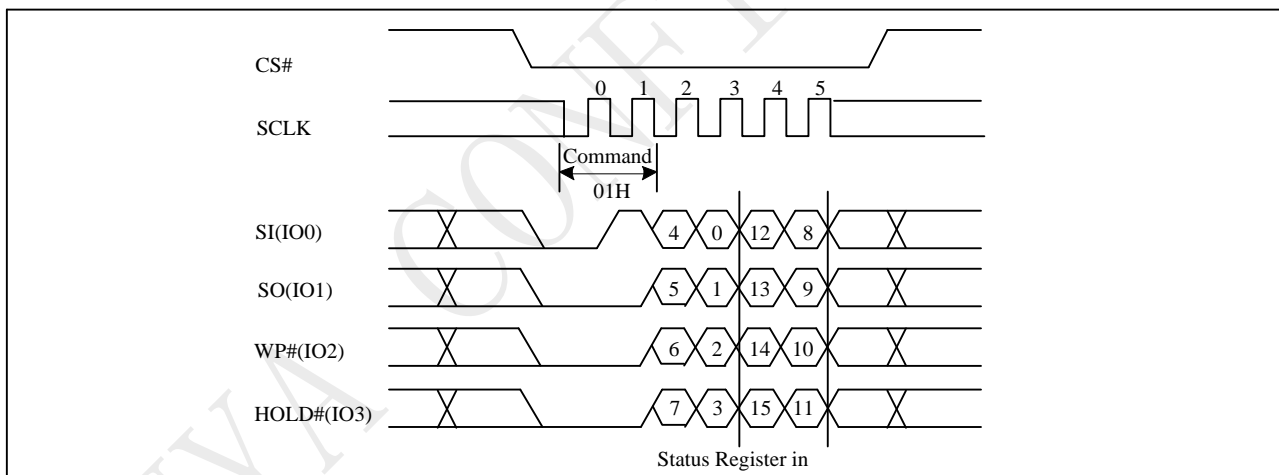 CS#
0 1 2 3 4 5
SCLK
Command
01H
SI(IO0) 4 0 12 8
SO(IO1) 5 1 13 9
WP#(IO2) 6 2 14 10
HOLD#(IO3) 7 3 15 11
Status Register in